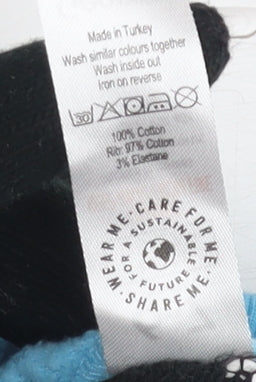 Made in Turkey
Wash similar colours together
Wash inside out
Iron on reverse
30
100% Cotton
Rib: 97% Cotton
3% Elastane
WEAR ME · CARE FOR ME · SHARE ME ·
FOR A SUSTAINABLE FUTURE